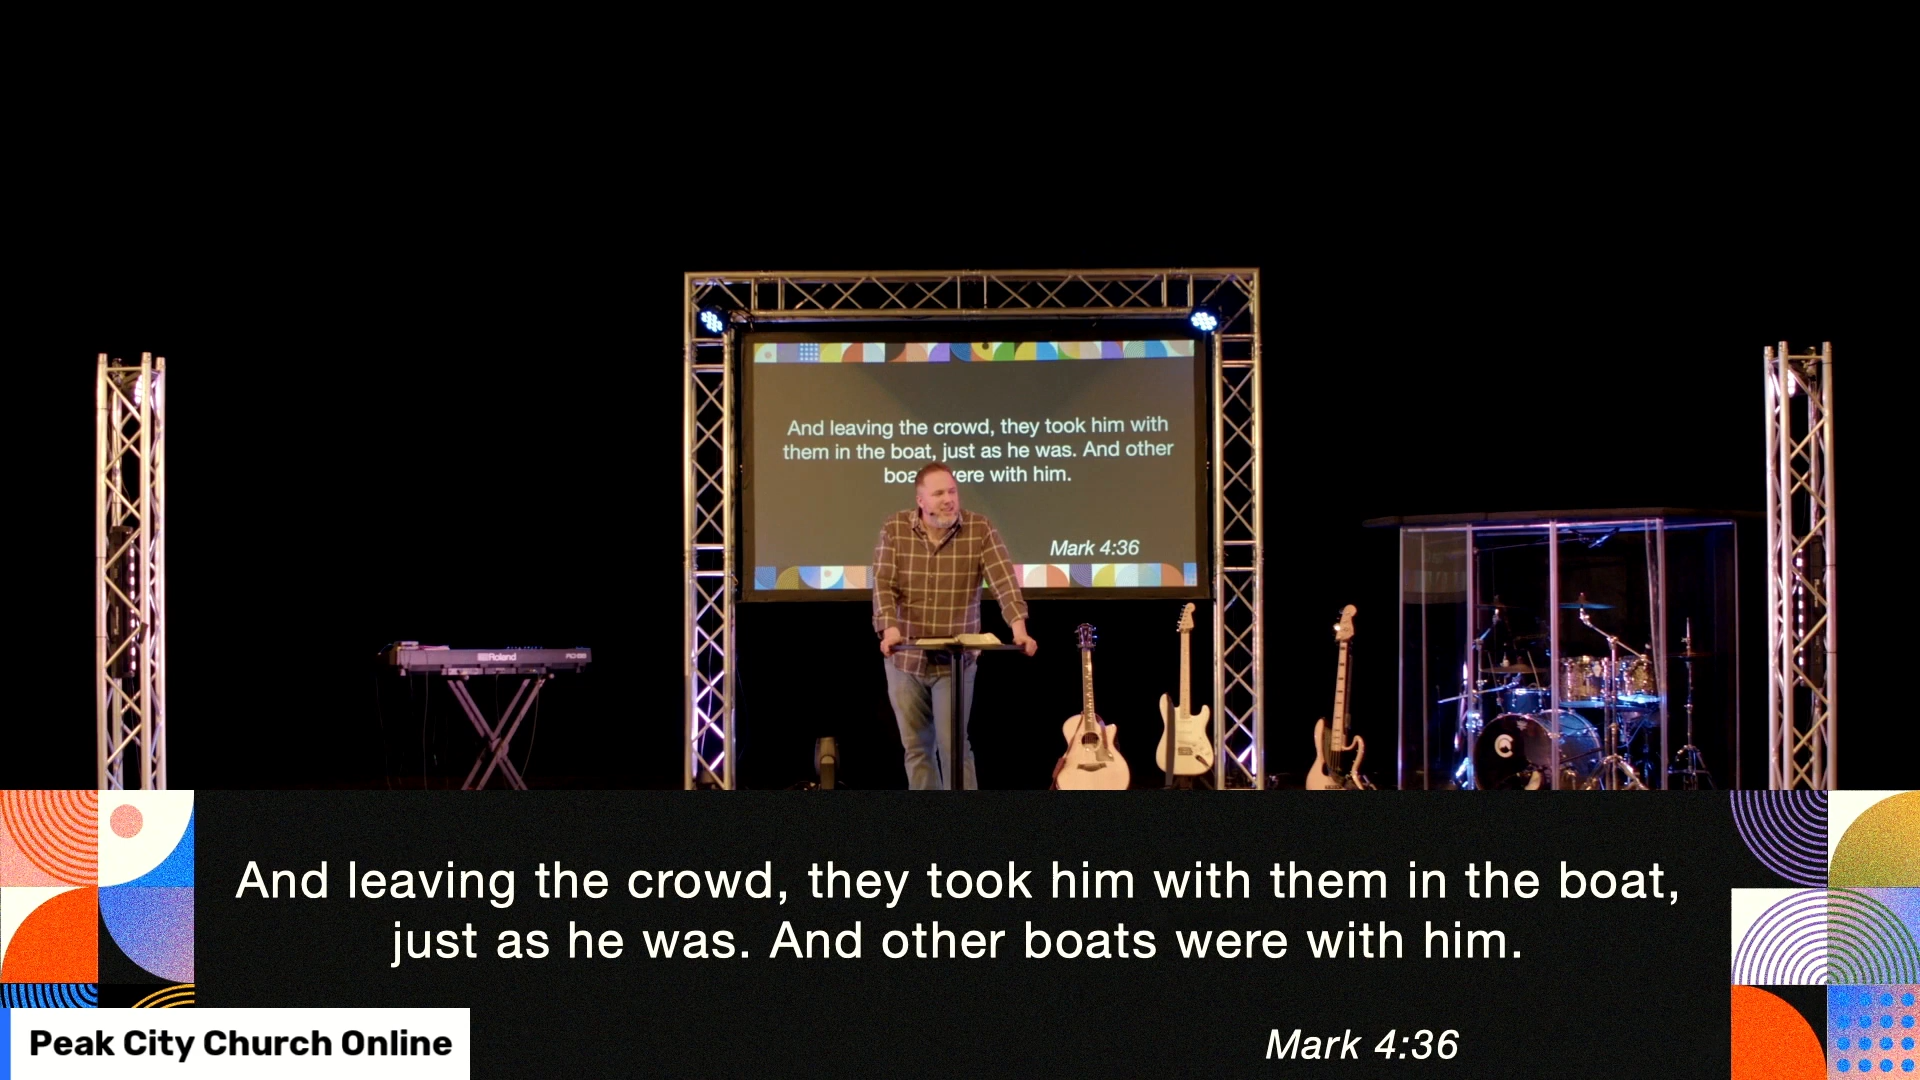 And leaving the crowd, they took him with
them in the boat, just as he was. And other
were with him.
Mark 4:36
Roland
And leaving the crowd, they took him with them in the boat,
just as he was. And other boats were with him.
Mark 4:36
Peak City Church Online